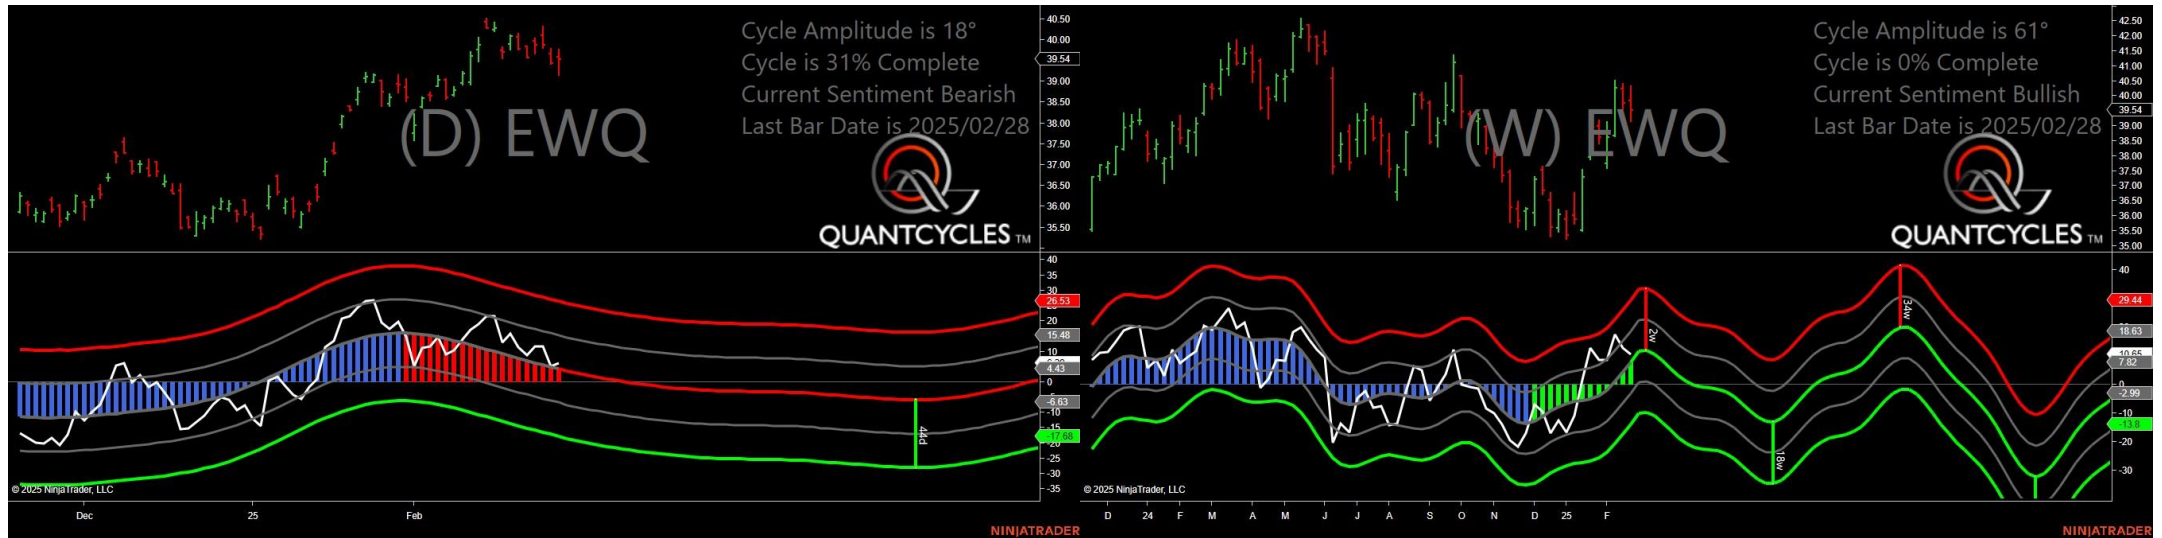 Cycle Amplitude is 18°
Cycle is 31% Complete
Current Sentiment Bearish
Last Bar Date is 2025/02/28
(D) EWQ
QUANTCYCLES TM
40.50
40.00
39.54
39.00
38.50
38.00
37.50
37.00
36.50
36.00
35.50
40
35
30
26.53
20
15.48
10
4.43
0
-6.63
-10
-15
-17.68
-25
-30
-35
44d
© 2025 NinjaTrader, LLC
Dec
25
Feb
NINJATRADER
Cycle Amplitude is 61°
Cycle is 0% Complete
Current Sentiment Bullish
Last Bar Date is 2025/02/28
(W) EWQ
QUANTCYCLES TM
42.50
42.00
41.50
41.00
40.50
40.00
39.54
39.00
38.50
38.00
37.50
37.00
36.50
36.00
35.50
35.00
40
29.44
18.63
10.65
7.82
0
-2.99
-10
-13.8
-20
-30
2w
34w
18w
© 2025 NinjaTrader, LLC
D
24
F
M
A
M
J
J
A
S
O
N
D
25
F
NINJATRADER